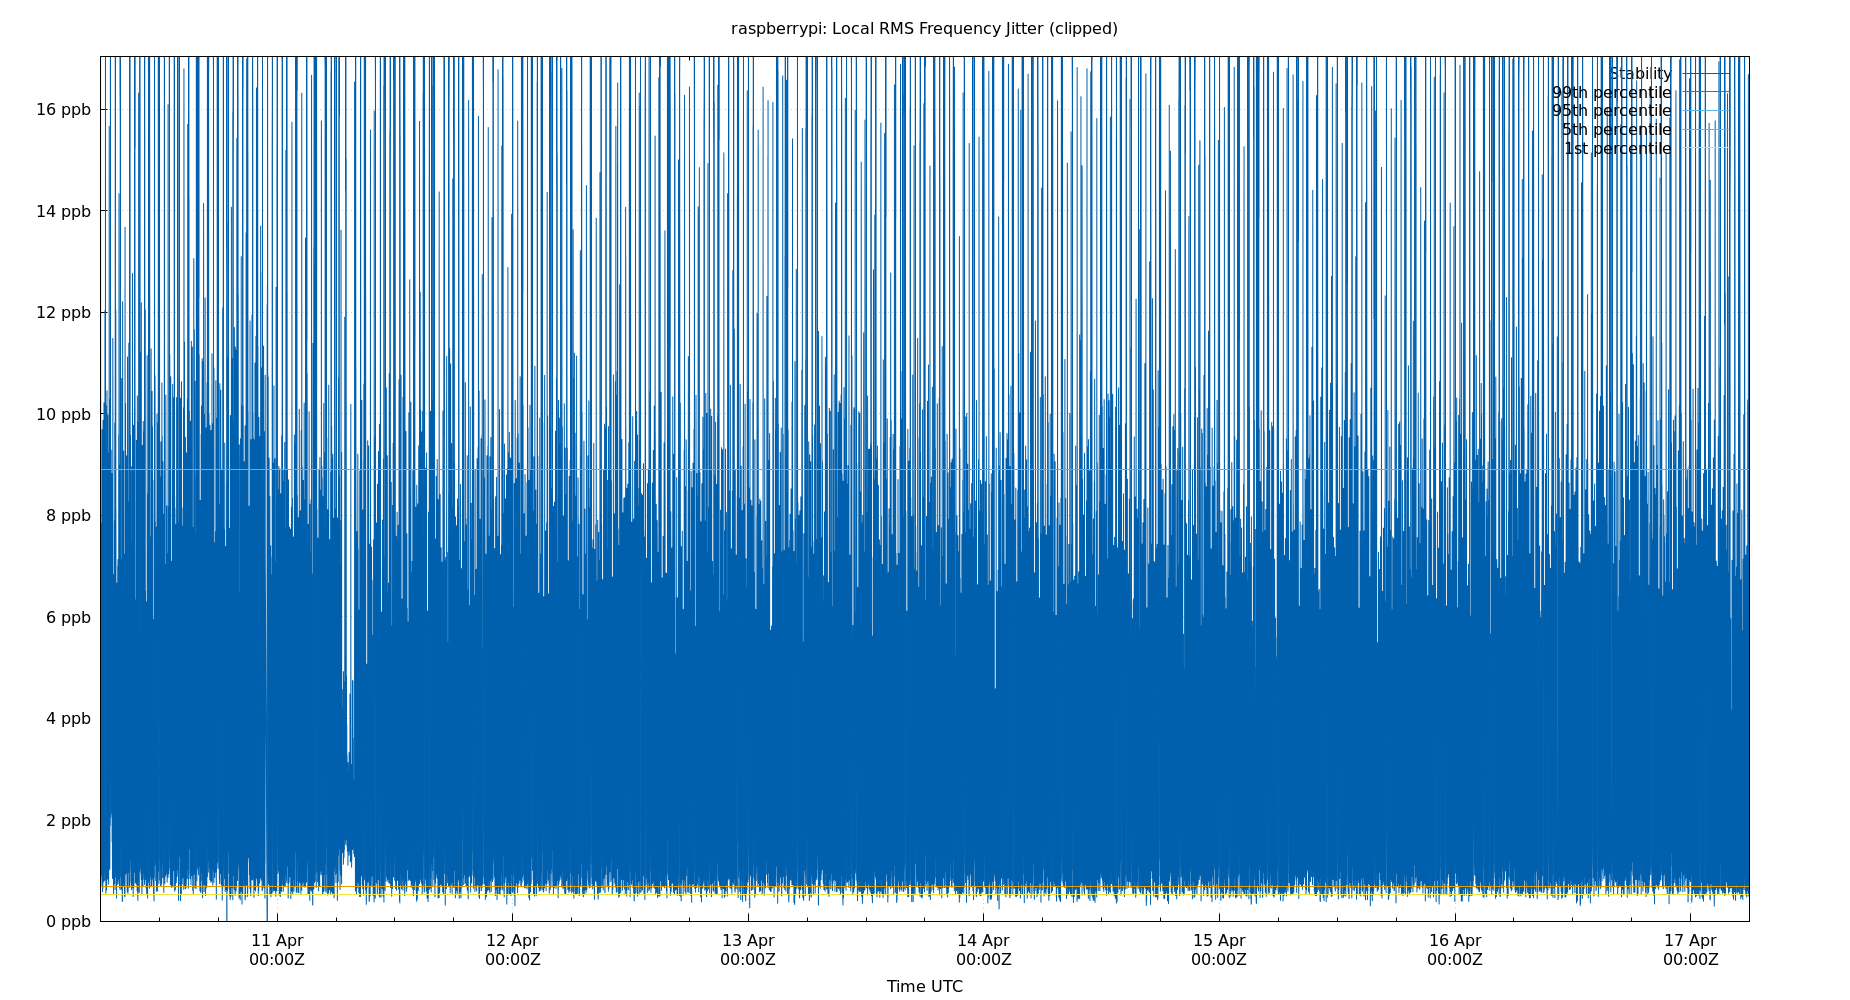 raspberrypi: Local RMS Frequency Jitter (clipped)
Stability
99th percentile
95th percentile
5th percentile
1st percentile
16 ppb
14 ppb
12 ppb
10 ppb
8 ppb
6 ppb
4 ppb
2 ppb
0 ppb
11 Apr 12 Apr 13 Apr 14 Apr 15 Apr 16 Apr 17 Apr
00:00Z 00:00Z 00:00Z 00:00Z 00:00Z 00:00Z 00:00Z
Time UTC